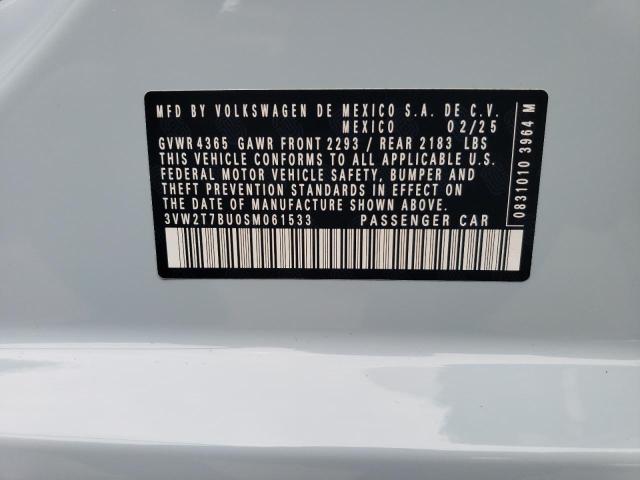 MFD BY VOLKSWAGEN DE MEXICO S.A. DE C.V.
MEXICO 02/25
GVWR 4365 GAWR FRONT 2293 / REAR 2183 LBS
THIS VEHICLE CONFORMS TO ALL APPLICABLE U.S.
FEDERAL MOTOR VEHICLE SAFETY, BUMPER AND
THEFT PREVENTION STANDARDS IN EFFECT ON
THE DATE OF MANUFACTURE SHOWN ABOVE.
3VW2T7BU0SM061533 PASSENGER CAR
0831010 3964 M